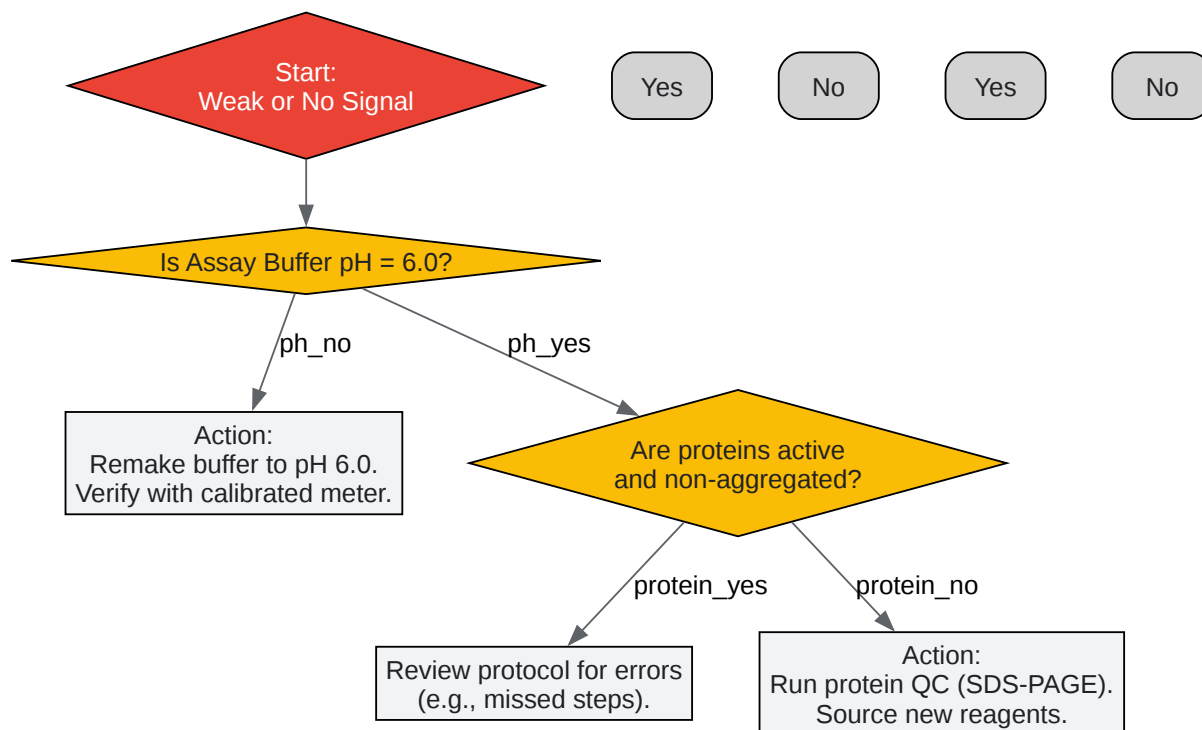 Start:
Weak or No Signal
Yes
No
Yes
No
Is Assay Buffer pH = 6.0?
ph_no
ph_yes
Action:
Remake buffer to pH 6.0.
Verify with calibrated meter.
Are proteins active
and non-aggregated?
protein_yes
protein_no
Review protocol for errors
(e.g., missed steps).
Action:
Run protein QC (SDS-PAGE).
Source new reagents.